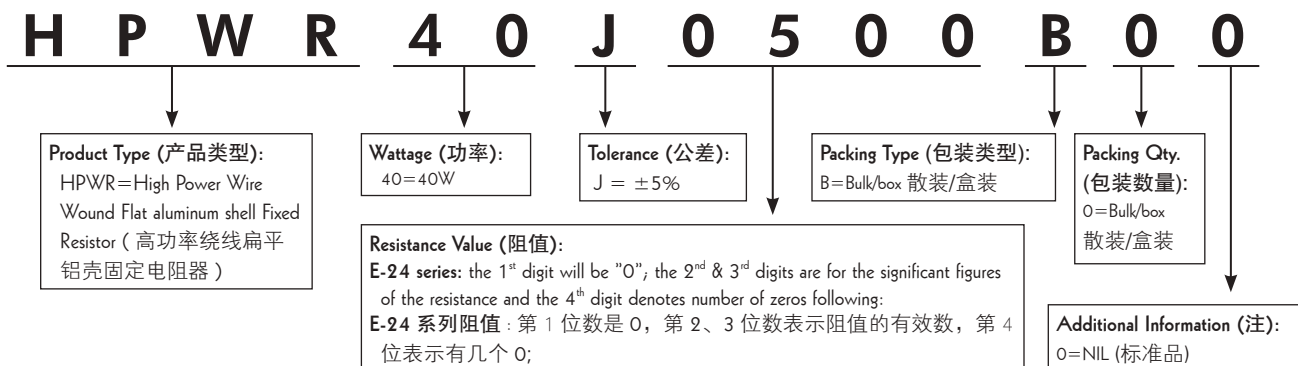 H P W R 4 0 J 0 5 0 0 B 0 0
Product Type (产品类型):
HPWR=High Power Wire
Wound Flat aluminum shell Fixed
Resistor ( 高功率绕线扁平
铝壳固定电阻器 )
Wattage (功率):
40=40W
Tolerance (公差):
J = ±5%
Packing Type (包装类型):
B=Bulk/box 散装/盒装
Packing Qty.
(包装数量):
0=Bulk/box
散装/盒装
Resistance Value (阻值):
E-24 series: the 1st digit will be "0"; the 2nd & 3rd digits are for the significant figures
of the resistance and the 4th digit denotes number of zeros following:
E-24 系列阻值 : 第 1 位数是 0，第 2、3 位数表示阻值的有效数，第 4
位表示有几个 0;
Additional Information (注):
0=NIL (标准品)